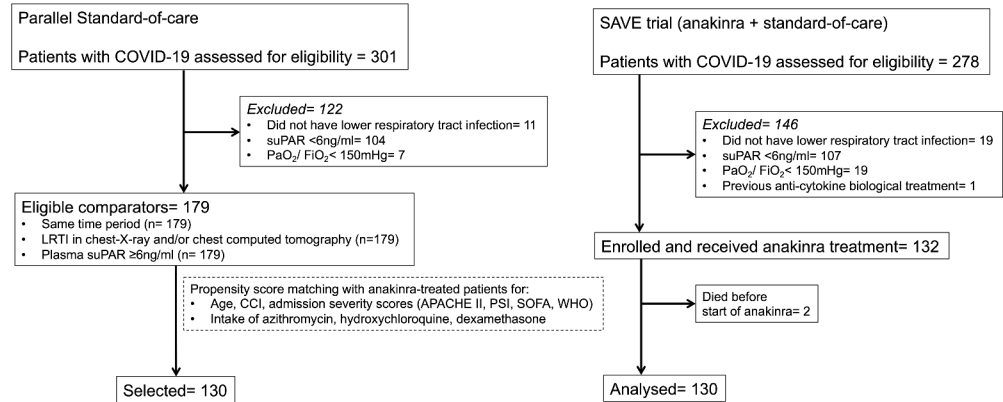 Parallel Standard-of-care
Patients with COVID-19 assessed for eligibility = 301
Excluded= 122
• Did not have lower respiratory tract infection= 11
• suPAR <6ng/ml= 104
• PaO₂/ FiO₂< 150mHg= 7
Eligible comparators= 179
• Same time period (n= 179)
• LRTI in chest-X-ray and/or chest computed tomography (n=179)
• Plasma suPAR ≥6ng/ml (n= 179)
Propensity score matching with anakinra-treated patients for:
• Age, CCI, admission severity scores (APACHE II, PSI, SOFA, WHO)
• Intake of azithromycin, hydroxychloroquine, dexamethasone
Selected= 130
SAVE trial (anakinra + standard-of-care)
Patients with COVID-19 assessed for eligibility = 278
Excluded= 146
• Did not have lower respiratory tract infection= 19
• suPAR <6ng/ml= 107
• PaO₂/ FiO₂< 150mHg= 19
• Previous anti-cytokine biological treatment= 1
Enrolled and received anakinra treatment= 132
Died before
start of anakinra= 2
Analysed= 130